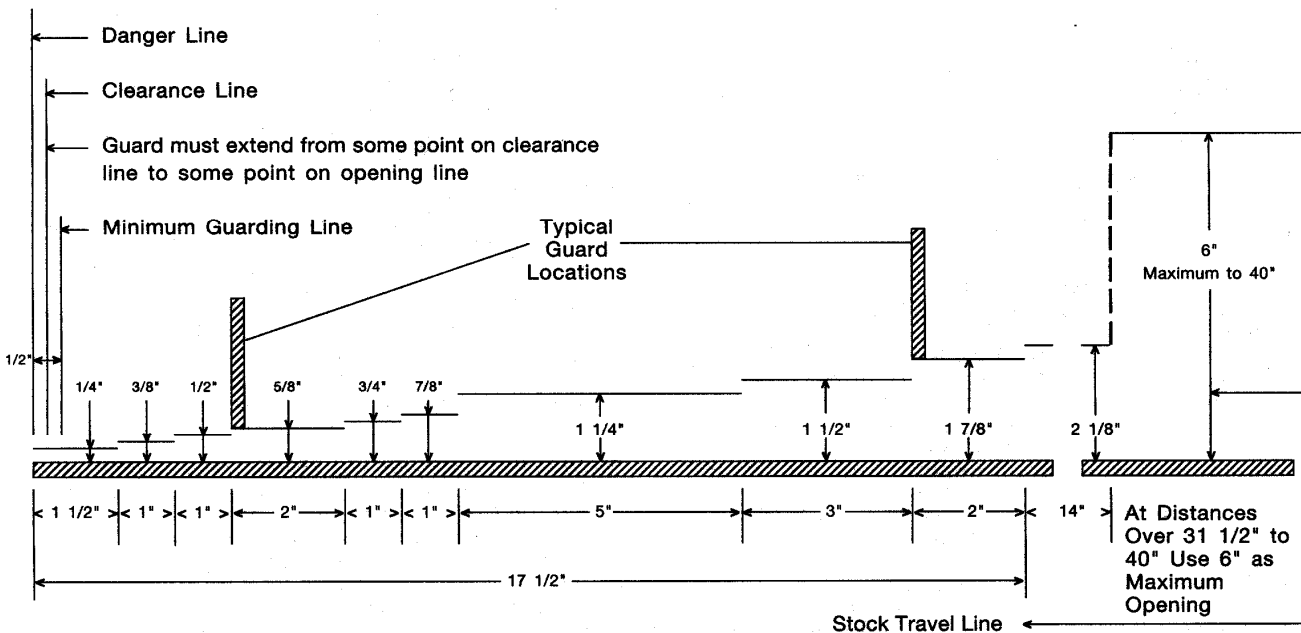 Danger Line
Clearance Line
Guard must extend from some point on clearance
line to some point on opening line
Minimum Guarding Line
Typical
Guard
Locations
6"
Maximum to 40"
1/2"
1/4"
3/8"
1/2"
5/8"
3/4"
7/8"
1 1/4"
1 1/2"
1 7/8"
2 1/8"
1 1/2"
1"
1"
2"
1"
1"
5"
3"
2"
14"
At Distances
Over 31 1/2" to
40" Use 6" as
Maximum
Opening
17 1/2"
Stock Travel Line